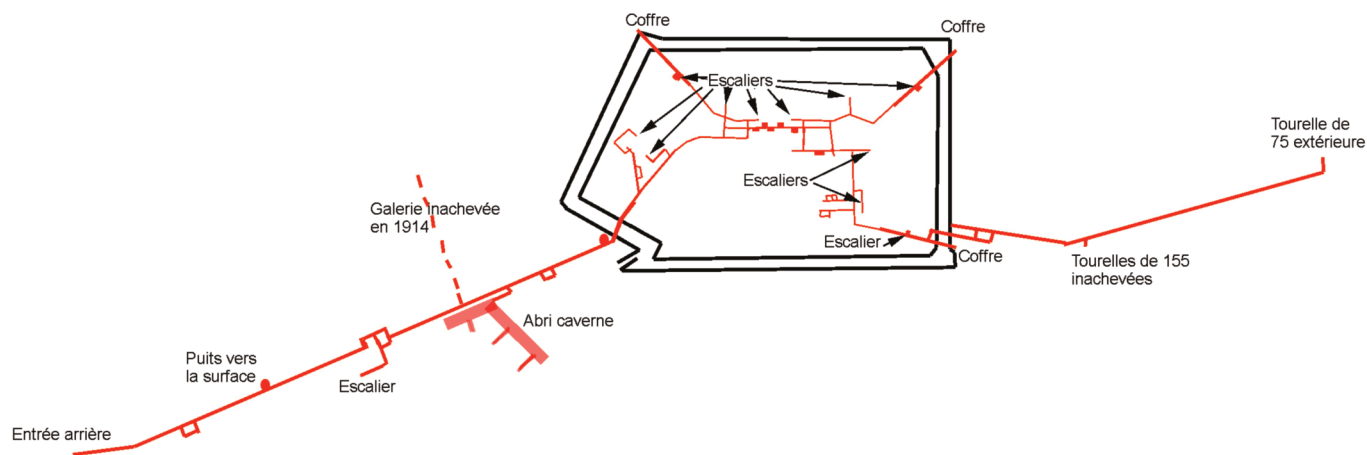 Coffre
Coffre
Escaliers
Tourelle de
75 extérieure
Escaliers
Galerie inachevée
en 1914
Escalier
Coffre
Tourelles de 155
inachevées
Abri caverne
Puits vers
la surface
Escalier
Entrée arrière